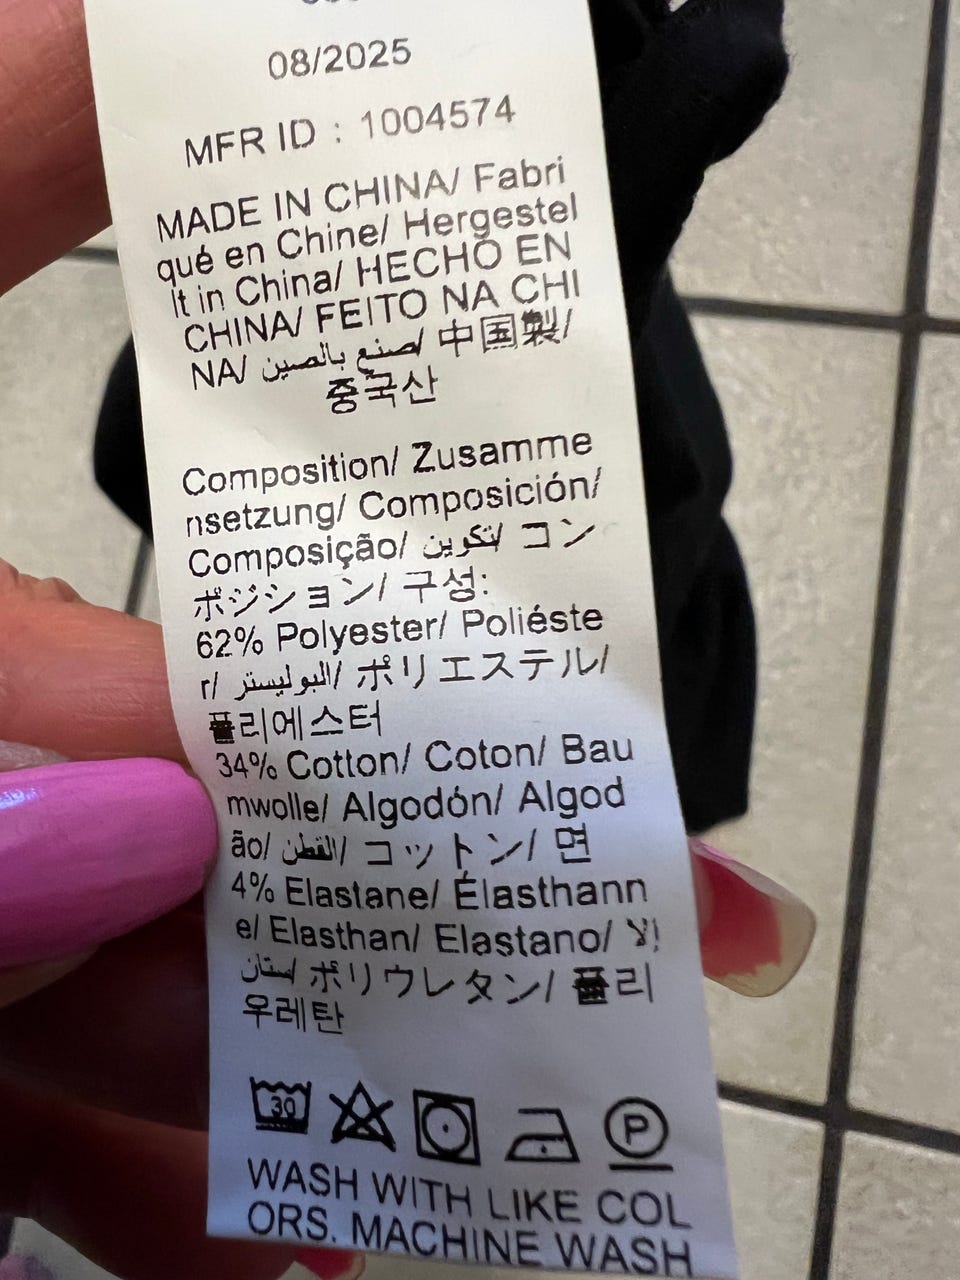 08/2025
MFR ID : 1004574
MADE IN CHINA/ Fabri
qué en Chine/ Hergestel
lt in China/ HECHO EN
CHINA/ FEITO NA CHI
NA/ صنع بالصين/ 中国製/
중국산
Composition/ Zusamme
nsetzung/ Composición/
Composição/ تكوين/ コン
ポジション/ 구성:
62% Polyester/ Poliéste
r/ البوليستر/ ポリエステル/
폴리에스터
34% Cotton/ Coton/ Bau
mwolle/ Algodón/ Algod
ão/ القطن/ コットン/ 면
4% Elastane/ Élasthann
e/ Elasthan/ Elastano/ إلا
ستان/ ポリウレタン/ 폴리
우레탄
30
P
WASH WITH LIKE COL
ORS. MACHINE WASH